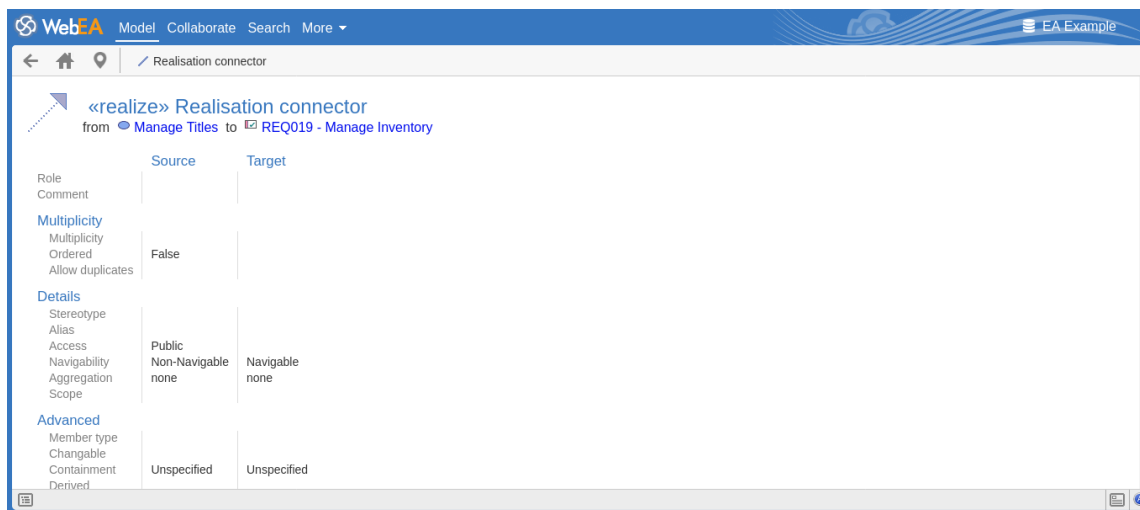 WebEA Model Collaborate Search More EA Example
Realisation connector
«realize» Realisation connector
from Manage Titles to REQ019 - Manage Inventory
Source Target
Role
Comment
Multiplicity
Multiplicity
Ordered False
Allow duplicates
Details
Stereotype
Alias
Access Public
Navigability Non-Navigable Navigable
Aggregation none none
Scope
Advanced
Member type
Changable
Containment Unspecified Unspecified
Derived